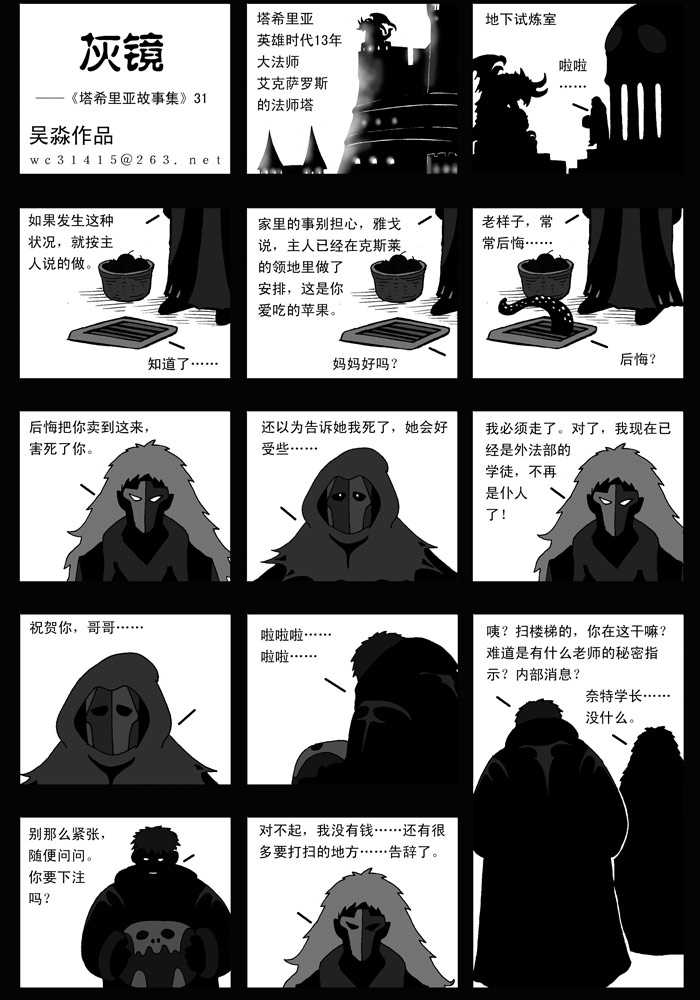 灰镜
——《塔希里亚故事集》31
吴淼作品
wc31415@263.net
塔希里亚
英雄时代13年
大法师
艾克萨罗斯
的法师塔
地下试炼室
啦啦
……
如果发生这种
状况，就按主
人说的做。
知道了……
家里的事别担心，雅戈
说，主人已经在克斯莱
的领地里做了
安排，这是你
爱吃的苹果。
妈妈好吗？
老样子，常
常后悔……
后悔？
后悔把你卖到这来，
害死了你。
还以为告诉她我死了，她会好
受些……
我必须走了。对了，我现在已
经是外法部的
学徒，不再
是仆人
了！
祝贺你，哥哥……
啦啦啦……
啦啦……
咦？扫楼梯的，你在这干嘛？
难道是有什么老师的秘密指
示？内部消息？
奈特学长……
没什么。
别那么紧张，
随便问问。
你要下注
吗？
对不起，我没有钱……还有很
多要打扫的地方……告辞了。